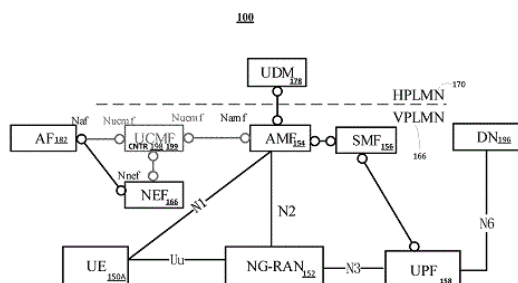 100
UDM 178
HPLMN 170
VPLMN 166
Naf Nucmf Nucmf Namf
AF 182 UCMF CNTR 198 199 AMF 154 SMF 156 DN 196
Nnef
NEF 166
N1 N2 N6
UE 150A Uu NG-RAN 152 N3 UPF 158